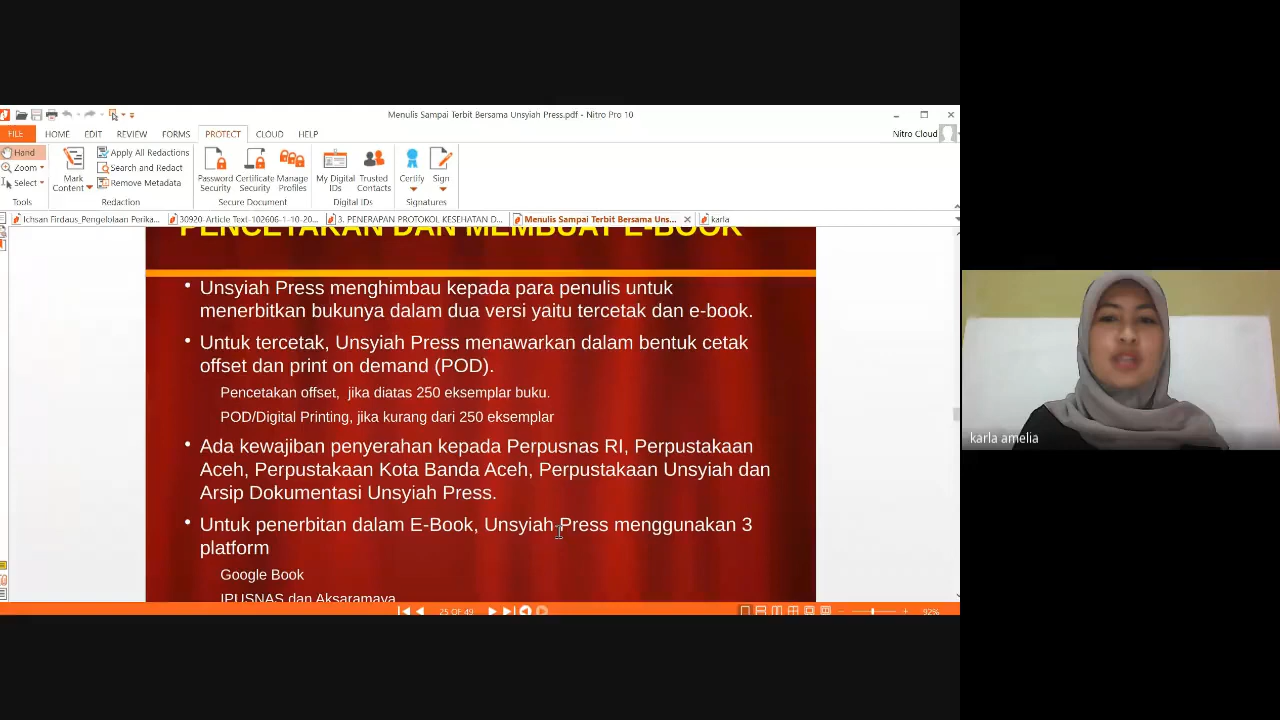 Menulis Sampai Terbit Bersama Unsyiah Press.pdf - Nitro Pro 10
FILE HOME EDIT REVIEW FORMS PROTECT CLOUD HELP
Nitro Cloud
Hand
Zoom
Select
Tools
Mark Content
Apply All Redactions
Search and Redact
Remove Metadata
Redaction
Password Security
Certificate Security
Manage Profiles
Secure Document
My Digital IDs
Trusted Contacts
Digital IDs
Certify
Sign
Signatures
Ichsan Firdaus_Pengelolaan Perika...
30920-Article Text-102606-1-10-20...
3. PENERAPAN PROTOKOL KESEHATAN D...
Menulis Sampai Terbit Bersama Uns...
karla
PENCETAKAN DAN MEMBUAT E-BOOK
• Unsyiah Press menghimbau kepada para penulis untuk
menerbitkan bukunya dalam dua versi yaitu tercetak dan e-book.
• Untuk tercetak, Unsyiah Press menawarkan dalam bentuk cetak
offset dan print on demand (POD).
Pencetakan offset, jika diatas 250 eksemplar buku.
POD/Digital Printing, jika kurang dari 250 eksemplar
• Ada kewajiban penyerahan kepada Perpusnas RI, Perpustakaan
Aceh, Perpustakaan Kota Banda Aceh, Perpustakaan Unsyiah dan
Arsip Dokumentasi Unsyiah Press.
• Untuk penerbitan dalam E-Book, Unsyiah Press menggunakan 3
platform
Google Book
IPUSNAS dan Aksaramaya
25 OF 49
92%
karla amelia